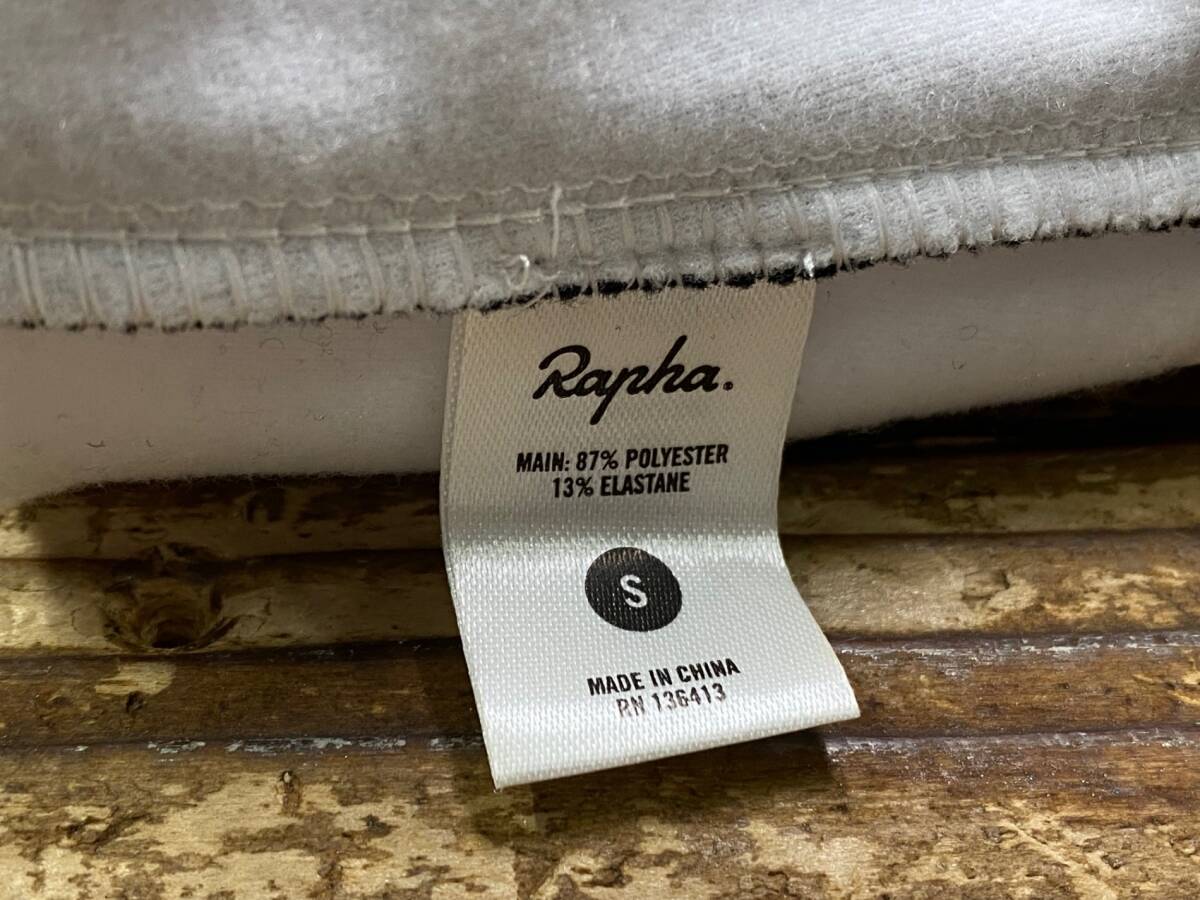 Rapha.
MAIN: 87% POLYESTER
13% ELASTANE
S
MADE IN CHINA
RN 136413